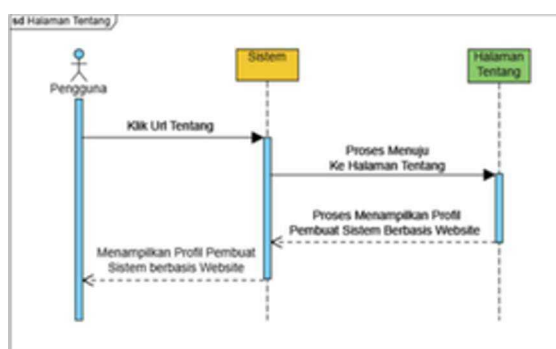 sd Halaman Tentang
Sistem
Halaman
Tentang
Pengguna
Klik Url Tentang
Proses Menuju
Ke Halaman Tentang
Proses Menampilkan Profil
Pembuat Sistem Berbasis Website
Menampilkan Profil Pembuat
Sistem berbasis Website